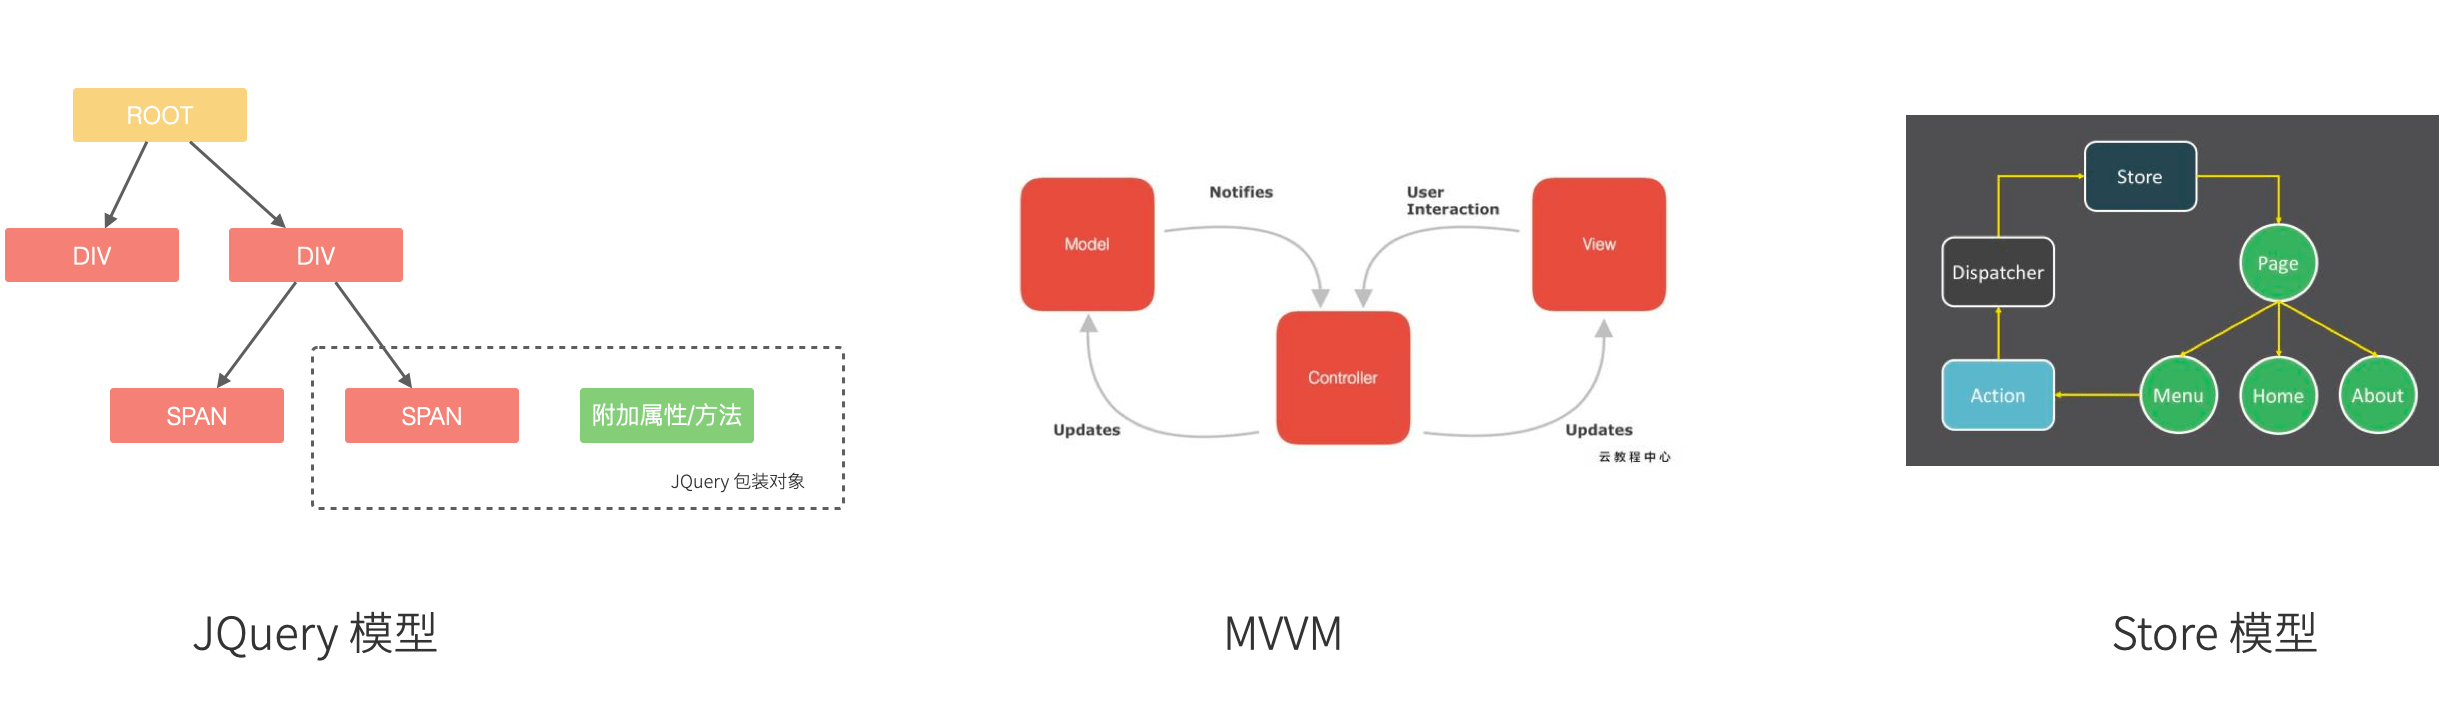 ROOT
DIV
DIV
SPAN
SPAN
附加属性/方法
JQuery 包装对象
JQuery 模型
Notifies
User
Interaction
Model
View
Controller
Updates
Updates
云教程中心
MVVM
Store
Dispatcher
Page
Action
Menu
Home
About
Store 模型